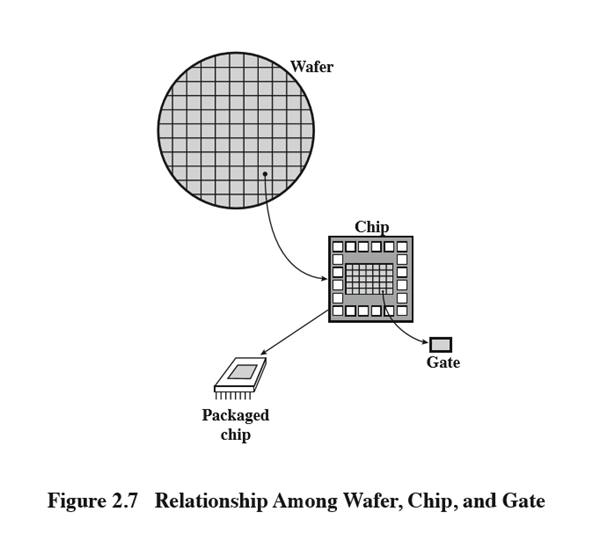 Wafer
Chip
Gate
Packaged
chip
Figure 2.7 Relationship Among Wafer, Chip, and Gate